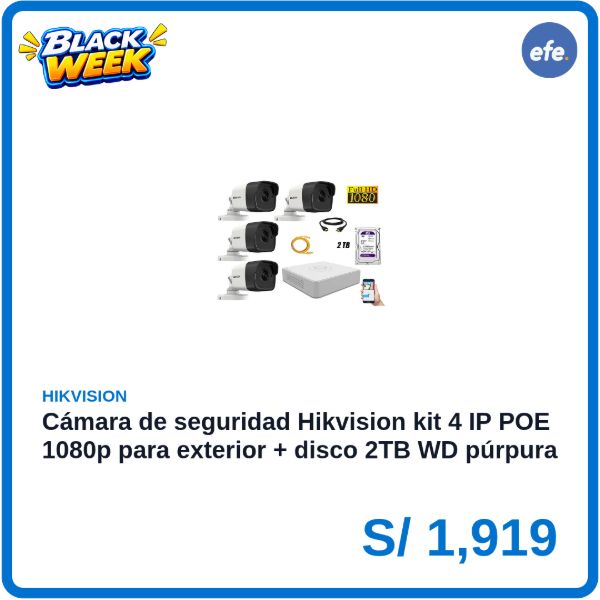 BLACK
WEEK
efe.
Full HD
1080
2 TB
HIKVISION
Cámara de seguridad Hikvision kit 4 IP POE
1080p para exterior + disco 2TB WD púrpura
S/ 1,919